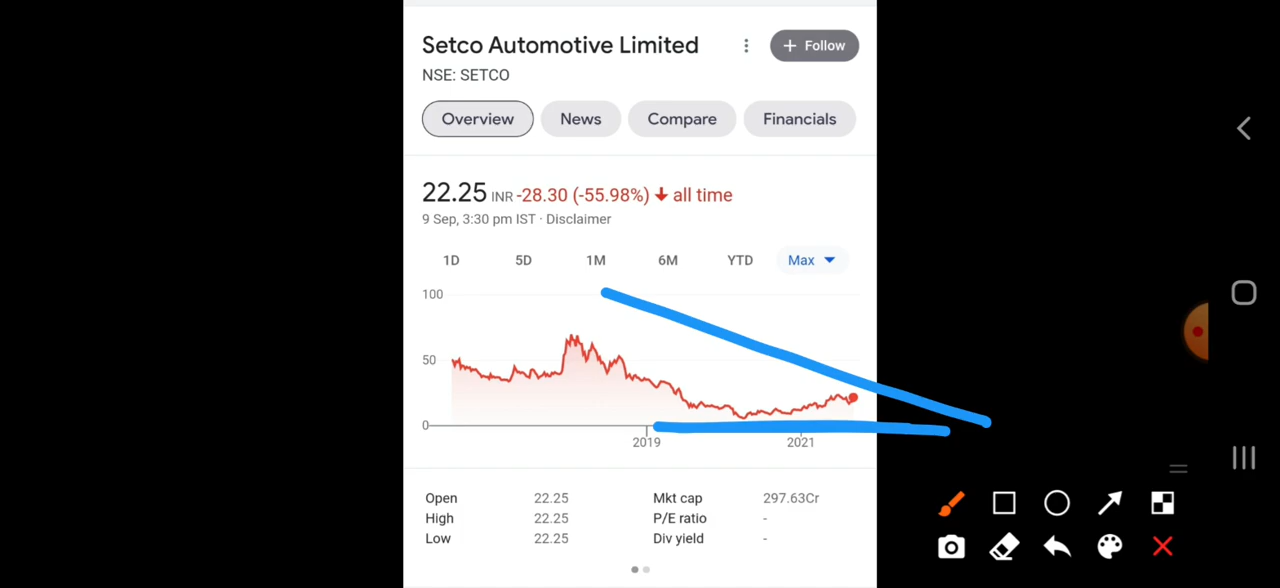 Setco Automotive Limited
+ Follow
NSE: SETCO
Overview News Compare Financials
22.25 INR -28.30 (-55.98%) all time
9 Sep, 3:30 pm IST · Disclaimer
1D 5D 1M 6M YTD Max
100
50
0
2019 2021
Open 22.25 Mkt cap 297.63Cr
High 22.25 P/E ratio -
Low 22.25 Div yield -